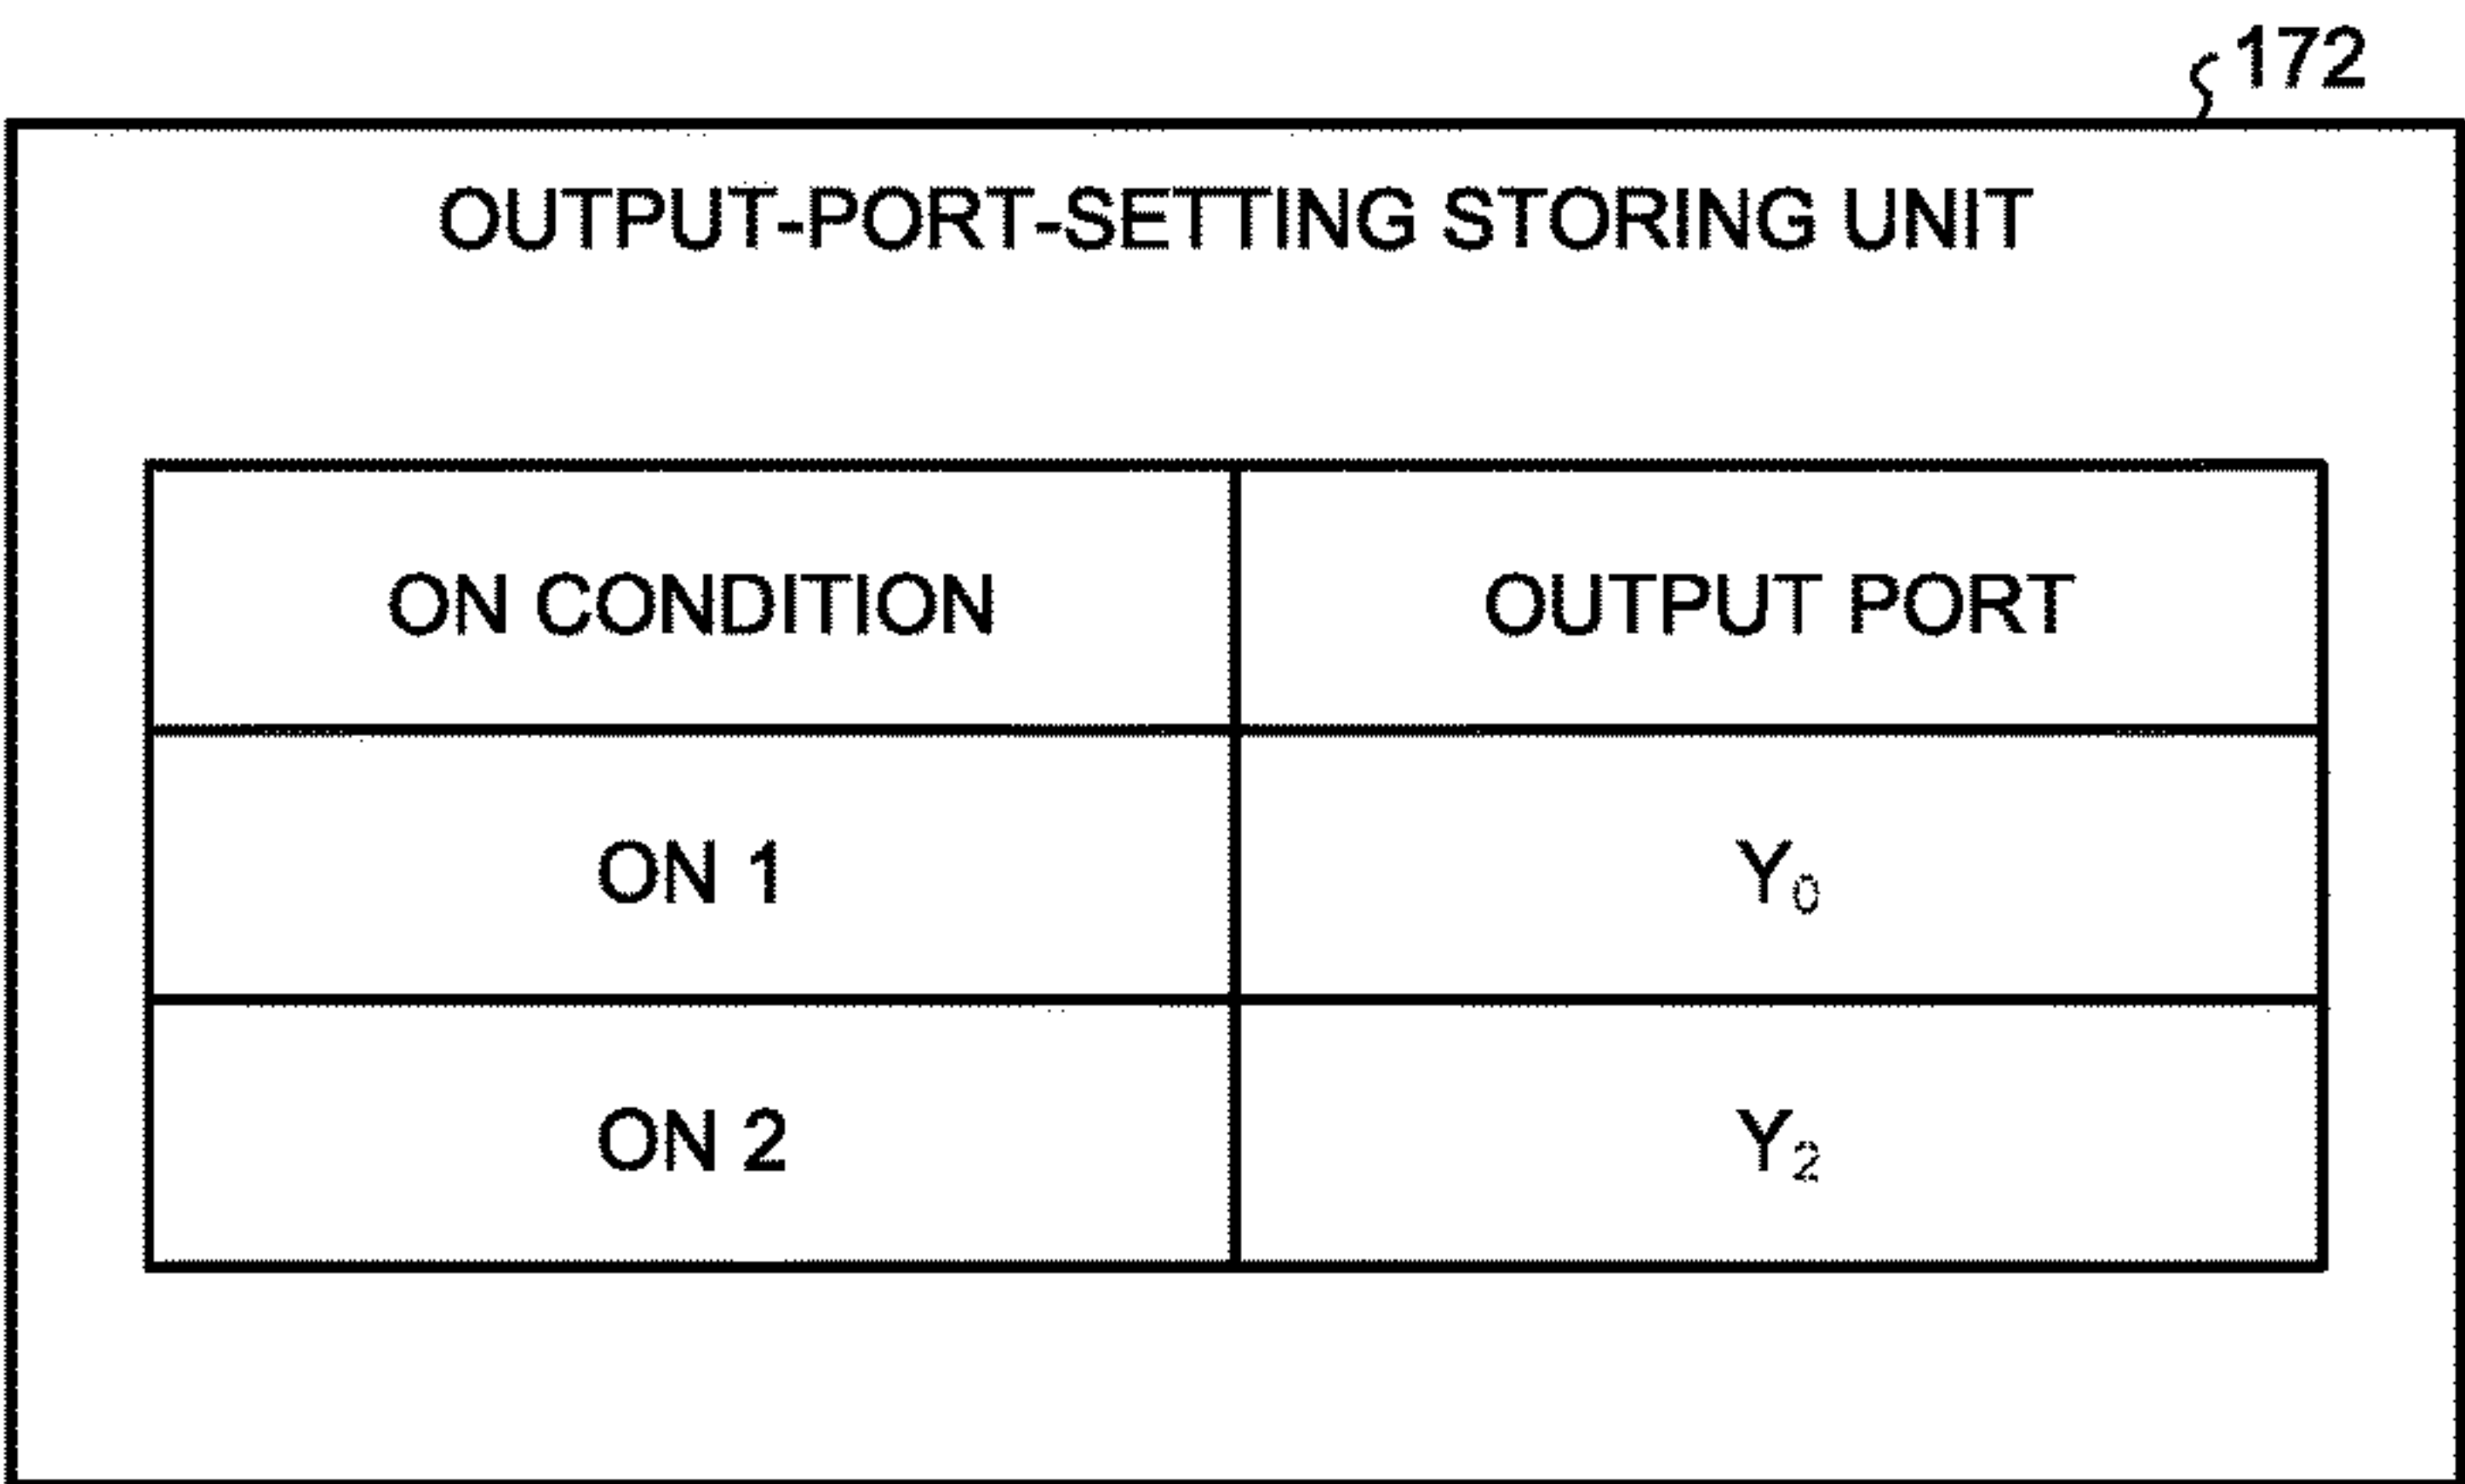 172
OUTPUT-PORT-SETTING STORING UNIT
ON CONDITION OUTPUT PORT
ON 1 Y₀
ON 2 Y₂